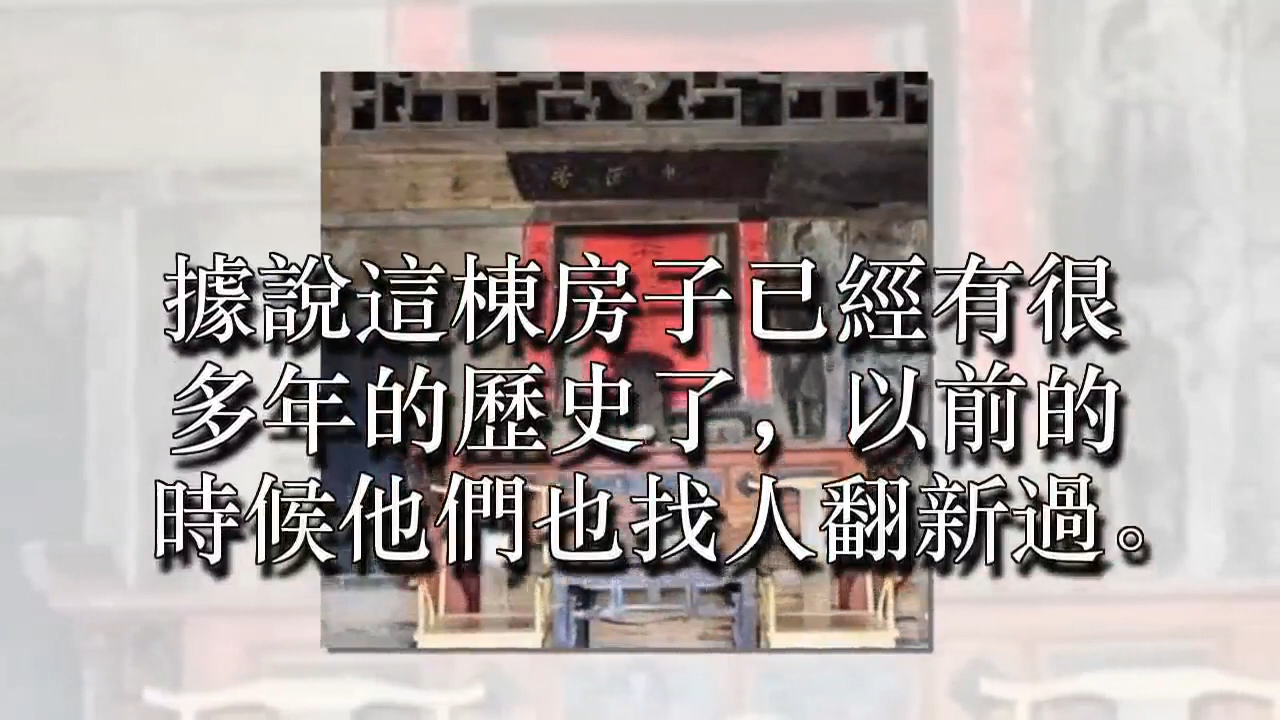 據說這棟房子已經有很
多年的歷史了，以前的
時候他們也找人翻新過。